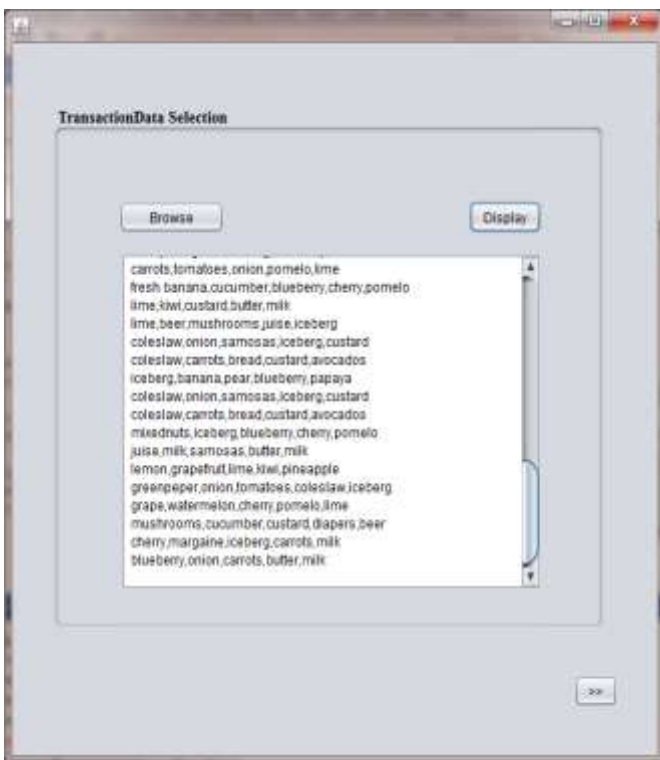 TransactionData Selection
Browse
Display
carrots,tomatoes,onion,pomelo,lime
fresh banana,cucumber,blueberry,cherry,pomelo
lime,kiwi,custard,butter,milk
lime,beer,mushrooms,juise,iceberg
coleslaw,onion,samosas,iceberg,custard
coleslaw,carrots,bread,custard,avocados
iceberg,banana,pear,blueberry,papaya
coleslaw,onion,samosas,iceberg,custard
coleslaw,carrots,bread,custard,avocados
mixednuts,iceberg,blueberry,cherry,pomelo
juise,milk,samosas,butter,milk
lemon,grapefruit,lime,kiwi,pineapple
greenpeper,onion,tomatoes,coleslaw,iceberg
grape,watermelon,cherry,pomelo,lime
mushrooms,cucumber,custard,diapers,beer
cherry,margaine,iceberg,carrots,milk
blueberry,onion,carrots,butter,milk
>>